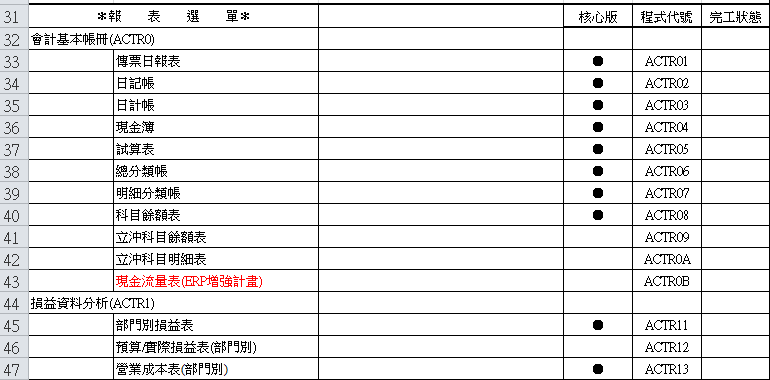 31 *報 表 選 單* 核心版 程式代號 完工狀態
32 會計基本帳冊(ACTR0)
33 傳票日報表 ● ACTR01
34 日記帳 ● ACTR02
35 日計帳 ● ACTR03
36 現金簿 ● ACTR04
37 試算表 ● ACTR05
38 總分類帳 ● ACTR06
39 明細分類帳 ● ACTR07
40 科目餘額表 ● ACTR08
41 立沖科目餘額表 ACTR09
42 立沖科目明細表 ACTR0A
43 現金流量表(ERP增強計畫) ACTR0B
44 損益資料分析(ACTR1)
45 部門別損益表 ● ACTR11
46 預算/實際損益表(部門別) ACTR12
47 營業成本表(部門別) ● ACTR13